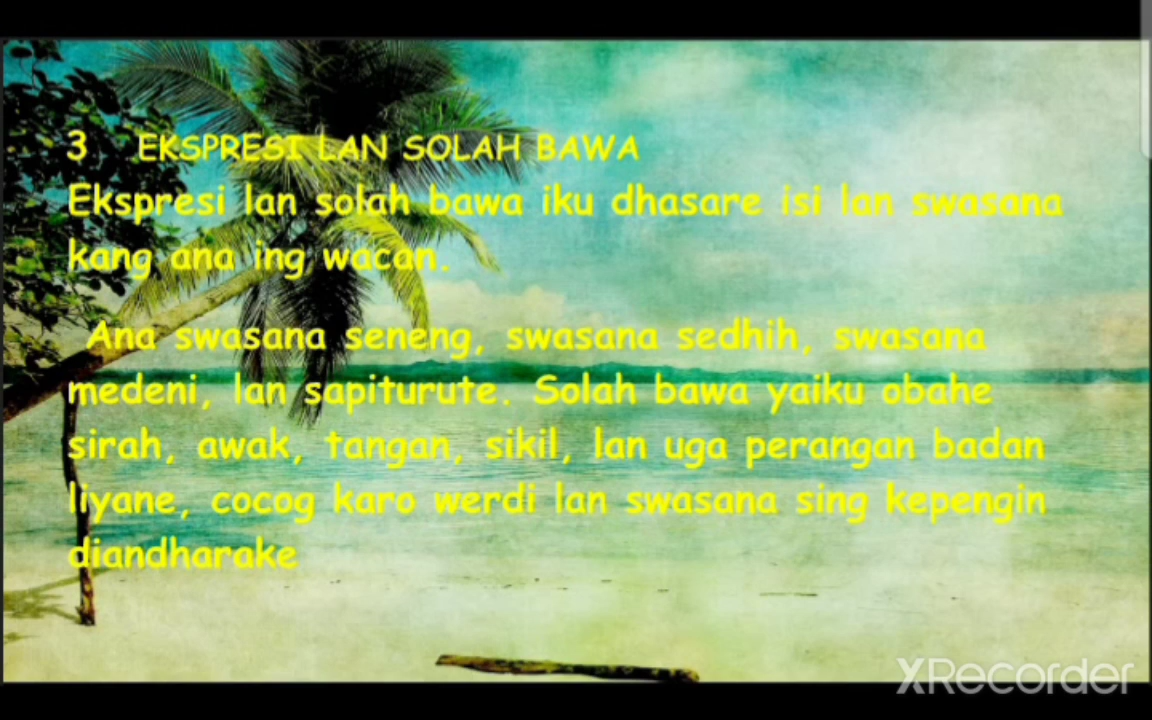 3 EKSPRESI LAN SOLAH BAWA
Ekspresi lan solah bawa iku dhasare isi lan swasana
kang ana ing wacan.
Ana swasana seneng, swasana sedhih, swasana
medeni, lan sapiturute. Solah bawa yaiku obahe
sirah, awak, tangan, sikil, lan uga perangan badan
liyane, cocog karo werdi lan swasana sing kepengin
diandharake
XRecorder